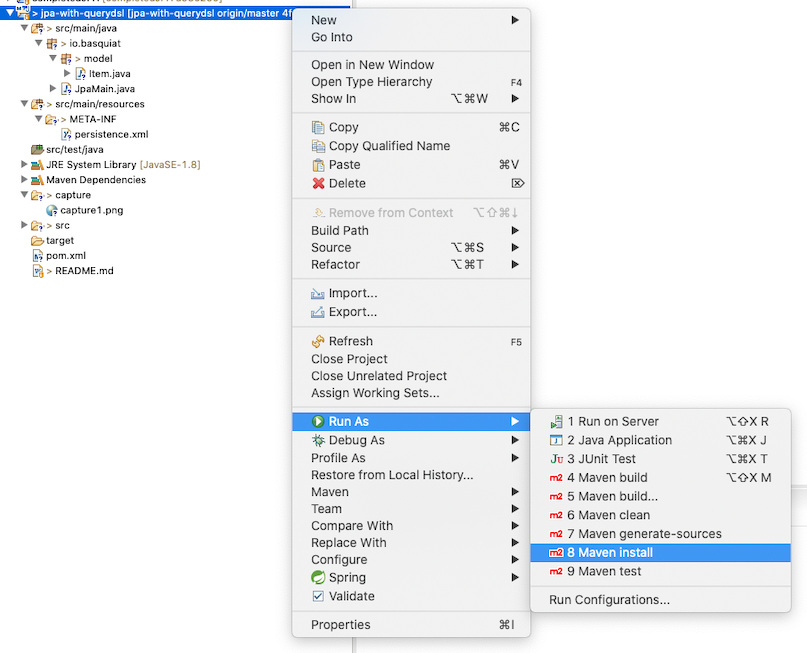 > jpa-with-querydsl [jpa-with-querydsl origin/master 4f
> src/main/java
> io.basquiat
> model
> Item.java
> JpaMain.java
> src/main/resources
> META-INF
persistence.xml
src/test/java
JRE System Library [JavaSE-1.8]
Maven Dependencies
> capture
capture1.png
> src
target
pom.xml
> README.md
New
Go Into
Open in New Window
Open Type Hierarchy F4
Show In ⌥⌘W
Copy ⌘C
Copy Qualified Name
Paste ⌘V
Delete ⌦
Remove from Context ⌥⇧⌘↓
Build Path
Source ⌥⌘S
Refactor ⌥⌘T
Import...
Export...
Refresh F5
Close Project
Close Unrelated Project
Assign Working Sets...
Run As
Debug As
Profile As
Restore from Local History...
Maven
Team
Compare With
Replace With
Configure
Spring
Validate
Properties ⌘I
1 Run on Server ⌥⇧X R
2 Java Application ⌥⌘X J
Ju 3 JUnit Test ⌥⌘X T
m2 4 Maven build ⌥⇧X M
m2 5 Maven build...
m2 6 Maven clean
m2 7 Maven generate-sources
m2 8 Maven install
m2 9 Maven test
Run Configurations...